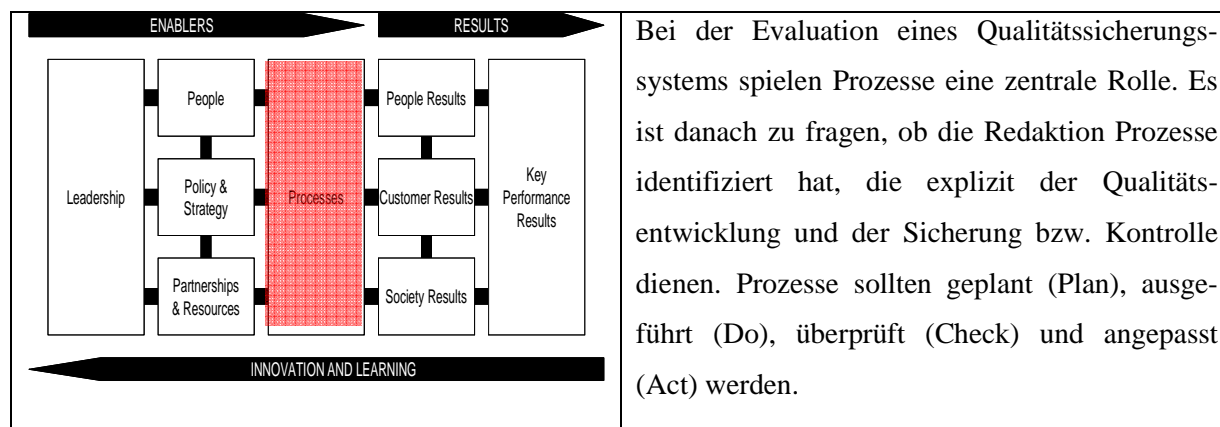 ENABLERS
RESULTS
People
People Results
Leadership
Policy &
Strategy
Processes
Customer Results
Key
Performance
Results
Partnerships
& Resources
Society Results
INNOVATION AND LEARNING
Bei der Evaluation eines Qualitätssicherungs-
systems spielen Prozesse eine zentrale Rolle. Es
ist danach zu fragen, ob die Redaktion Prozesse
identifiziert hat, die explizit der Qualitäts-
entwicklung und der Sicherung bzw. Kontrolle
dienen. Prozesse sollten geplant (Plan), ausge-
führt (Do), überprüft (Check) und angepasst
(Act) werden.